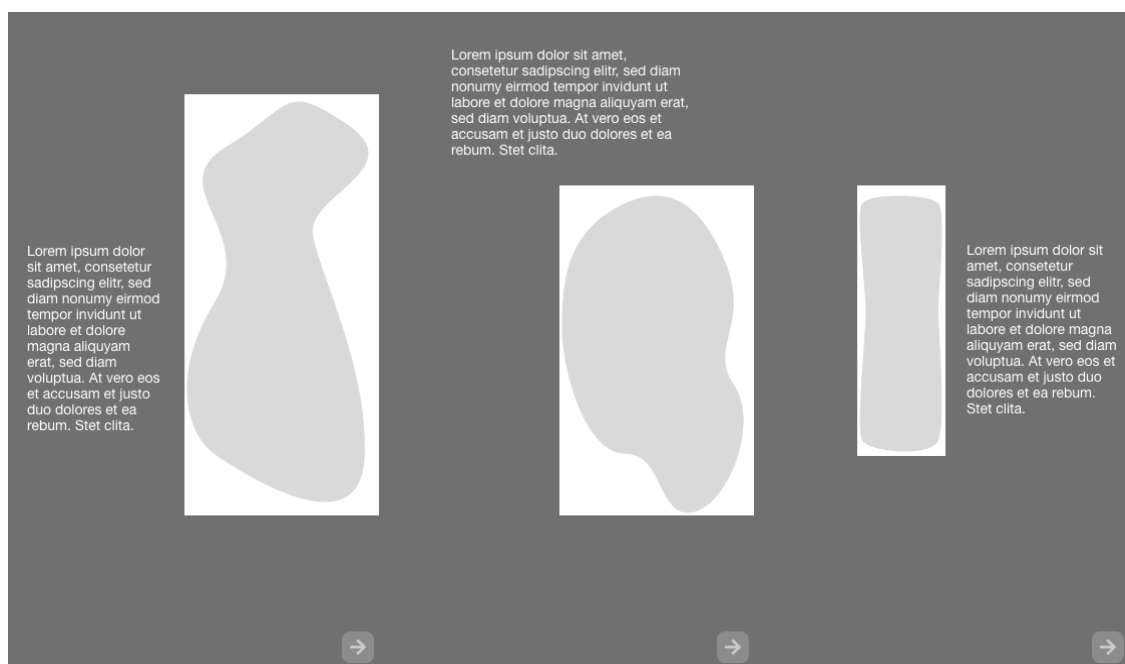 Lorem ipsum dolor
sit amet, consetetur
sadipscing elitr, sed
diam nonumy eirmod
tempor invidunt ut
labore et dolore
magna aliquyam
erat, sed diam
voluptua. At vero eos
et accusam et justo
duo dolores et ea
rebum. Stet clita.
Lorem ipsum dolor sit amet,
consetetur sadipscing elitr, sed diam
nonumy eirmod tempor invidunt ut
labore et dolore magna aliquyam erat,
sed diam voluptua. At vero eos et
accusam et justo duo dolores et ea
rebum. Stet clita.
Lorem ipsum dolor sit
amet, consetetur
sadipscing elitr, sed
diam nonumy eirmod
tempor invidunt ut
labore et dolore magna
aliquyam erat, sed diam
voluptua. At vero eos et
accusam et justo duo
dolores et ea rebum.
Stet clita.